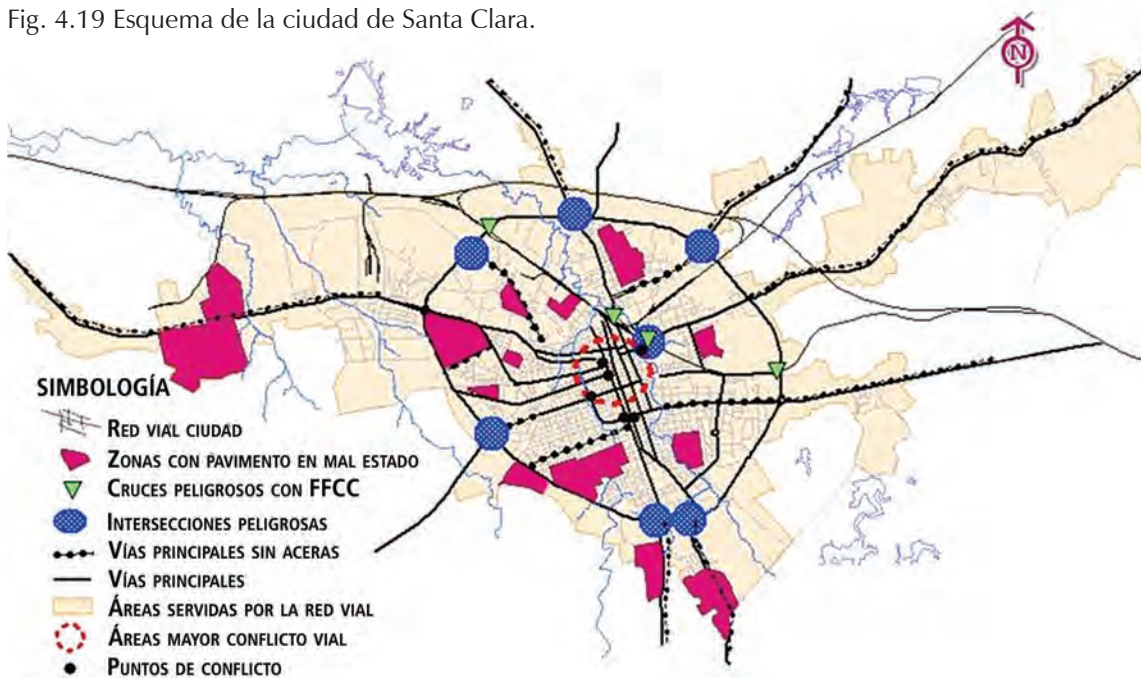 Fig. 4.19 Esquema de la ciudad de Santa Clara.
N
SIMBOLOGÍA
RED VIAL CIUDAD
ZONAS CON PAVIMENTO EN MAL ESTADO
CRUCES PELIGROSOS CON FFCC
INTERSECCIONES PELIGROSAS
VÍAS PRINCIPALES SIN ACERAS
VÍAS PRINCIPALES
ÁREAS SERVIDAS POR LA RED VIAL
ÁREAS MAYOR CONFLICTO VIAL
PUNTOS DE CONFLICTO